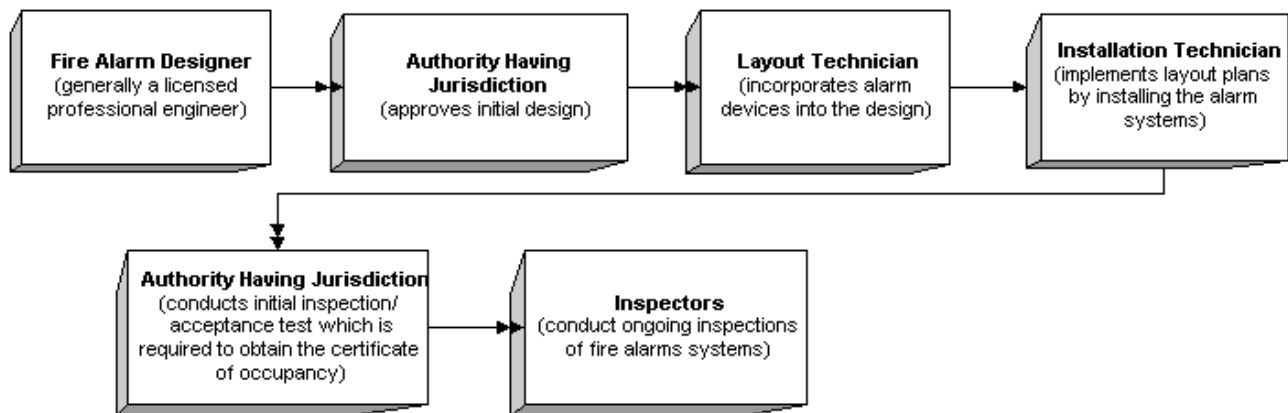 Fire Alarm Designer
(generally a licensed
professional engineer)
Authority Having
Jurisdiction
(approves initial design)
Layout Technician
(incorporates alarm
devices into the design)
Installation Technician
(implements layout plans
by installing the alarm
systems)
Authority Having Jurisdiction
(conducts initial inspection/
acceptance test which is
required to obtain the certificate
of occupancy)
Inspectors
(conduct ongoing inspections
of fire alarms systems)